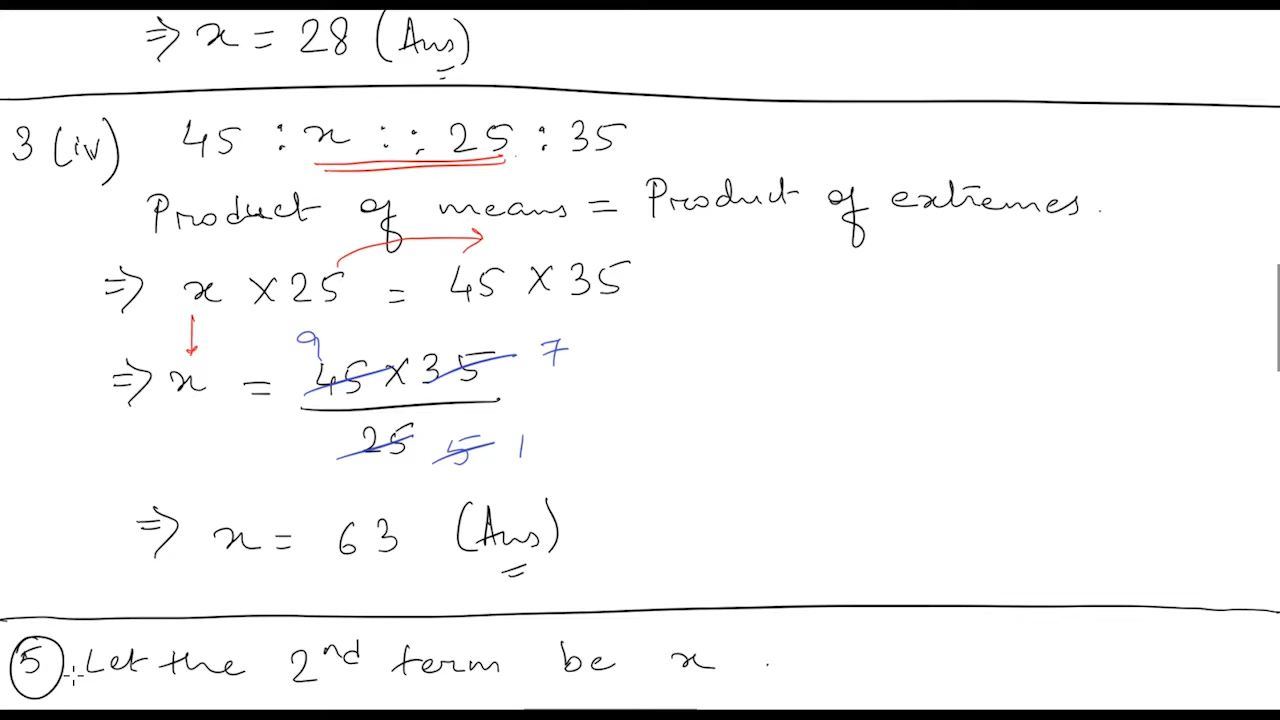 ⇒ x = 28 (Ans)
3 (iv) 45 : x :: 25 : 35
Product of means = Product of extremes.
⇒ x × 25 = 45 × 35
9 7
⇒ x = 45 × 35
25 5 1
⇒ x = 63 (Ans)
5. Let the 2nd term be x.